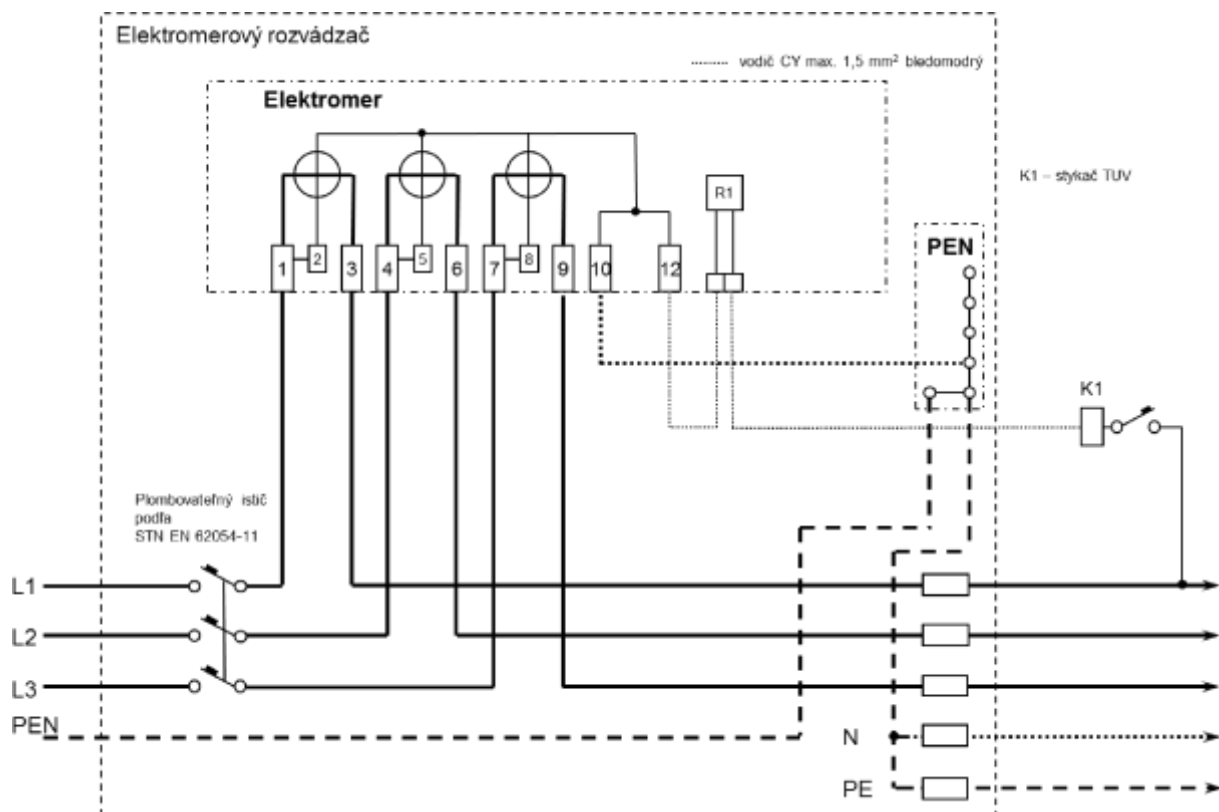 Elektromerový rozvádzač
vodič CY max. 1,5 mm² bledomodrý
Elektromer
K1 – stykač TUV
R1
PEN
1
2
3
4
5
6
7
8
9
10
12
K1
Plombovateľný istič
podľa
STN EN 62054-11
L1
L2
L3
PEN
N
PE